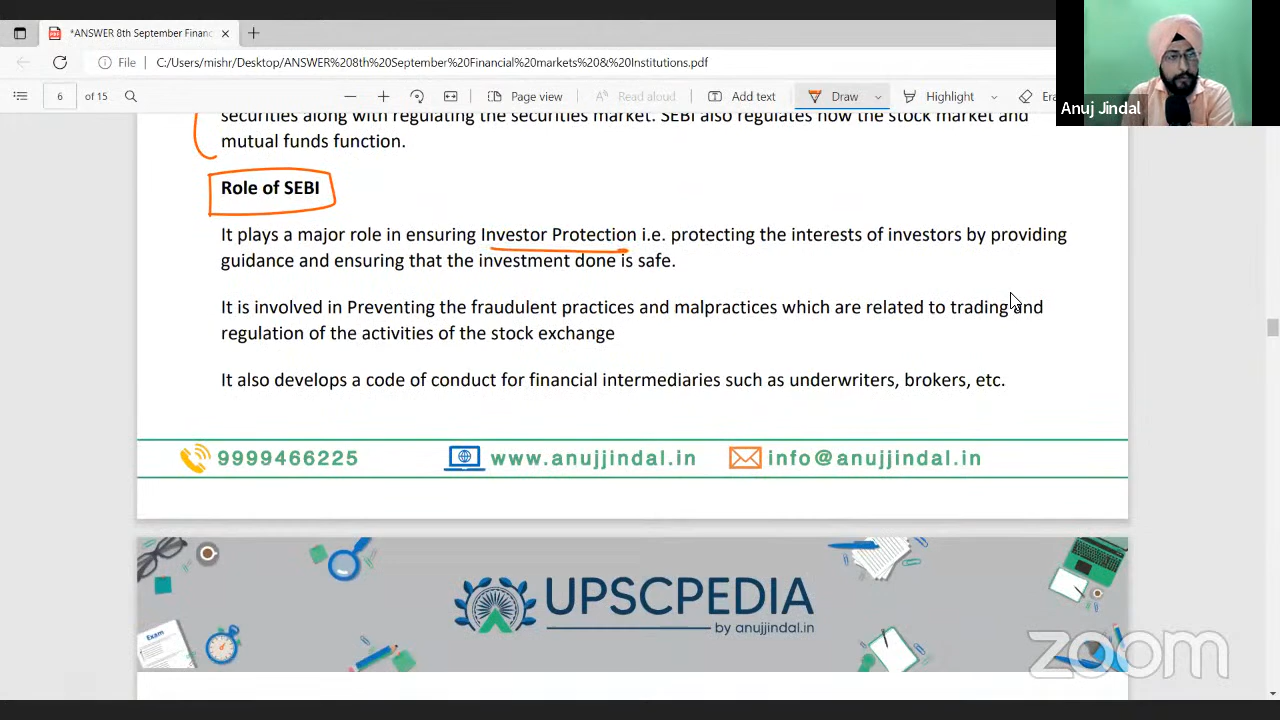 *ANSWER 8th September Financ
File C:/Users/mishr/Desktop/ANSWER%208th%20September%20Financial%20markets%20&%20Institutions.pdf
6 of 15 Page view Read aloud Add text Draw Highlight Era
Anuj Jindal
securities along with regulating the securities market. SEBI also regulates how the stock market and
mutual funds function.
Role of SEBI
It plays a major role in ensuring Investor Protection i.e. protecting the interests of investors by providing
guidance and ensuring that the investment done is safe.
It is involved in Preventing the fraudulent practices and malpractices which are related to trading and
regulation of the activities of the stock exchange
It also develops a code of conduct for financial intermediaries such as underwriters, brokers, etc.
9999466225 www.anujjindal.in info@anujjindal.in
UPSCPEDIA
by anujjindal.in
Exam
zoom